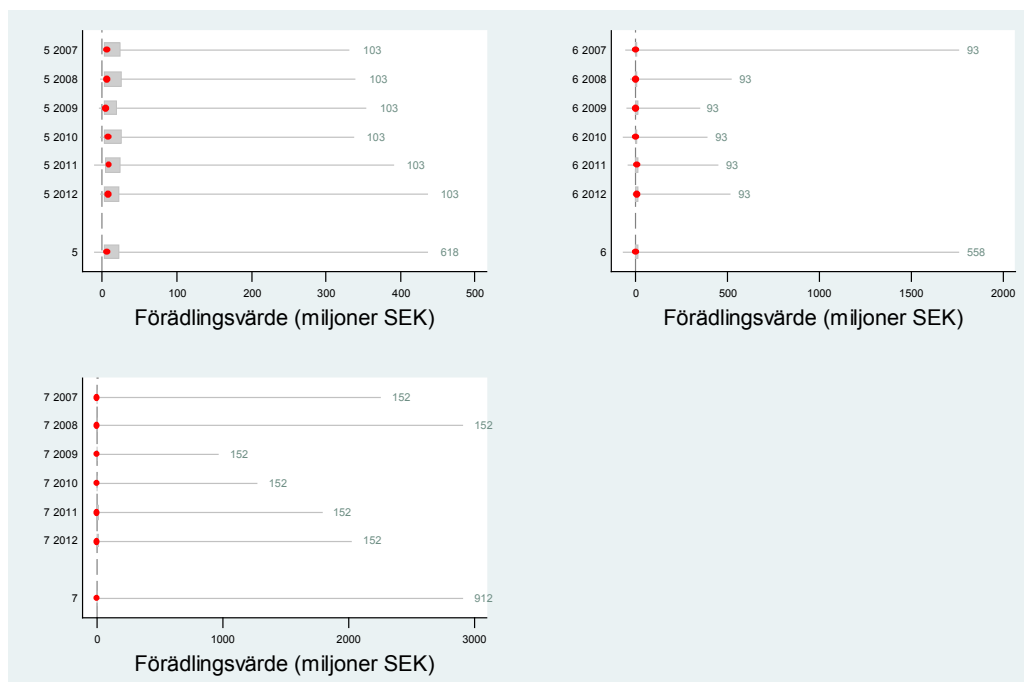 5 2007 103
5 2008 103
5 2009 103
5 2010 103
5 2011 103
5 2012 103
5 618
0 100 200 300 400 500
Förädlingsvärde (miljoner SEK)
6 2007 93
6 2008 93
6 2009 93
6 2010 93
6 2011 93
6 2012 93
6 558
0 500 1000 1500 2000
Förädlingsvärde (miljoner SEK)
7 2007 152
7 2008 152
7 2009 152
7 2010 152
7 2011 152
7 2012 152
7 912
0 1000 2000 3000
Förädlingsvärde (miljoner SEK)